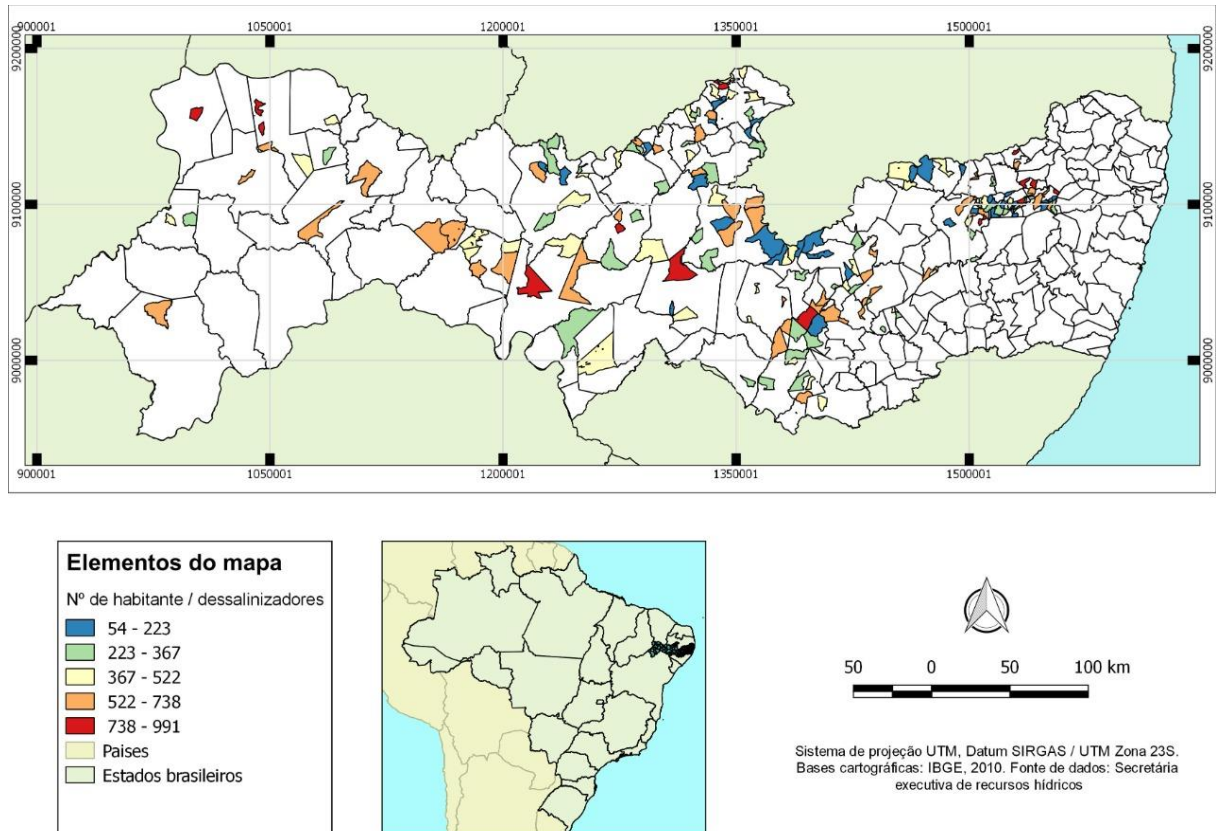 900001 1050001 1200001 1350001 1500001
9200000 9200000
9100000 9100000
9000000 9000000
900001 1050001 1200001 1350001 1500001
Elementos do mapa
Nº de habitante / dessalinizadores
54 - 223
223 - 367
367 - 522
522 - 738
738 - 991
Paises
Estados brasileiros
50 0 50 100 km
Sistema de projeção UTM, Datum SIRGAS / UTM Zona 23S.
Bases cartográficas: IBGE, 2010. Fonte de dados: Secretária
executiva de recursos hídricos